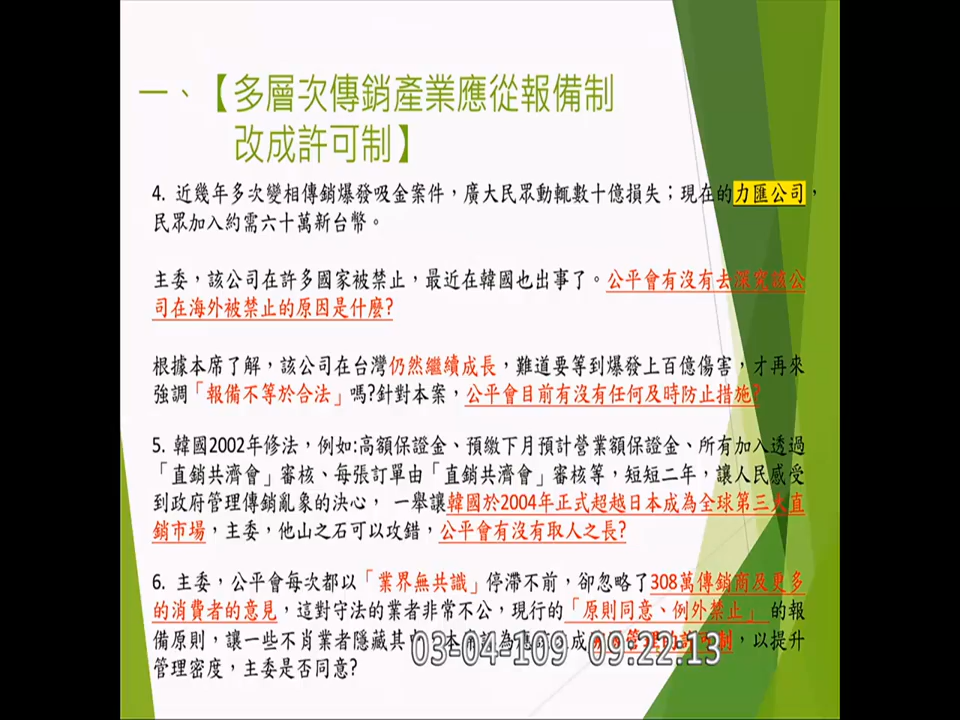 一、【多層次傳銷產業應從報備制
改成許可制】
4. 近幾年多次變相傳銷爆發吸金案件，廣大民眾動輒數十億損失；現在的力匯公司，
民眾加入約需六十萬新台幣。
主委，該公司在許多國家被禁止，最近在韓國也出事了。公平會有沒有去深究該公
司在海外被禁止的原因是什麼?
根據本席了解，該公司在台灣仍然繼續成長，難道要等到爆發上百億傷害，才再來
強調「報備不等於合法」嗎?針對本案，公平會目前有沒有任何及時防止措施?
5. 韓國2002年修法，例如:高額保證金、預繳下月預計營業額保證金、所有加入透過
「直銷共濟會」審核、每張訂單由「直銷共濟會」審核等，短短二年，讓人民感受
到政府管理傳銷亂象的決心， 一舉讓韓國於2004年正式超越日本成為全球第三大直
銷市場，主委，他山之石可以攻錯，公平會有沒有取人之長?
6. 主委，公平會每次都以「業界無共識」停滯不前，卻忽略了308萬傳銷商及更多
的消費者的意見，這對守法的業者非常不公，現行的「原則同意、例外禁止」的報
備原則，讓一些不肖業者隱藏其 本席 為應 成 管理的許可制，以提升
管理密度，主委是否同意?
03-04-109 09:22:13